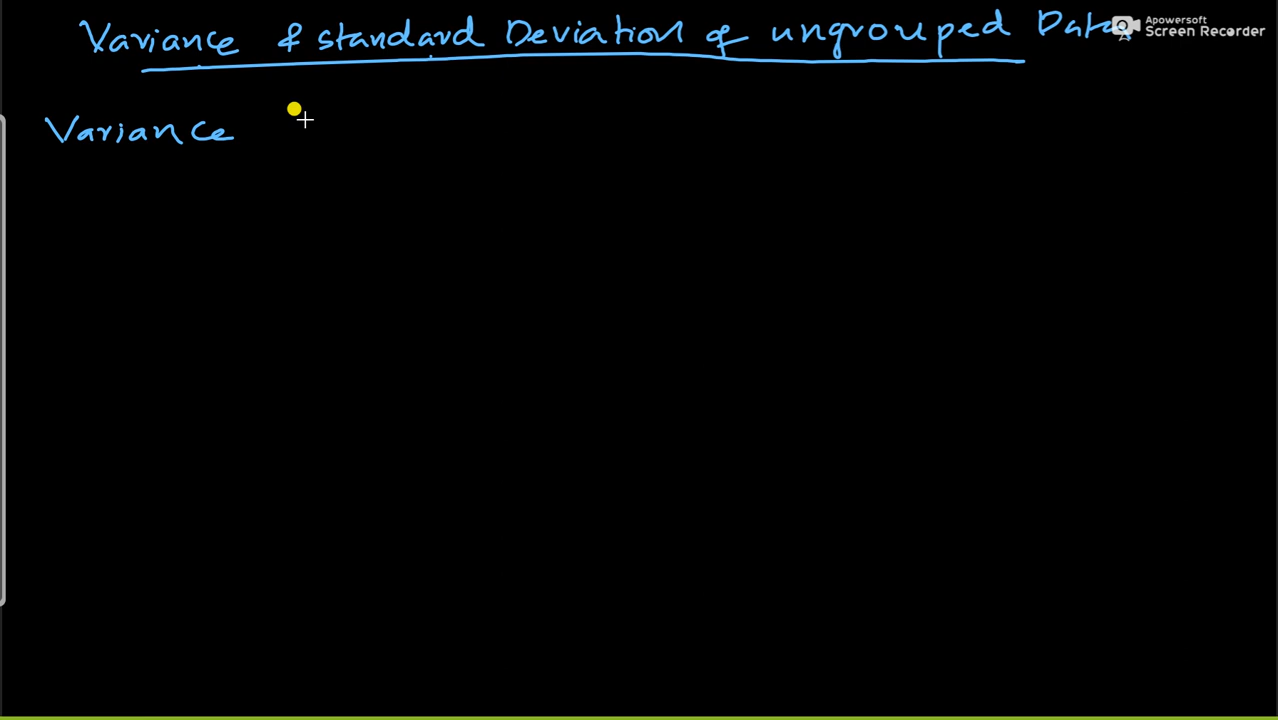 Variance & standard Deviation of ungrouped Data
Apowersoft
Screen Recorder
Variance